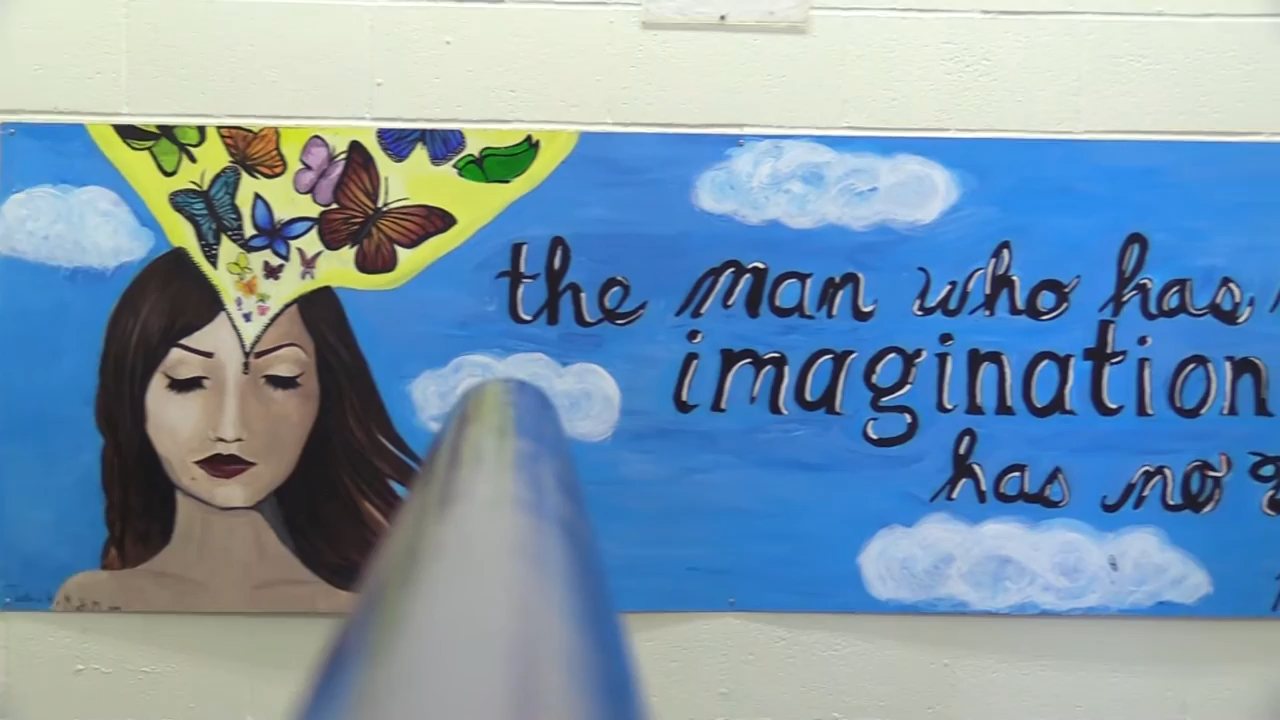 the man who has
imagination
has no